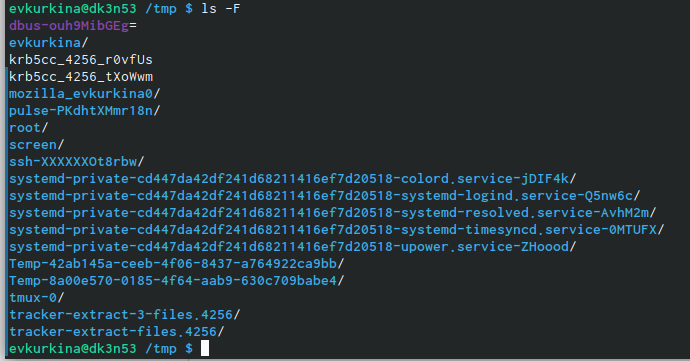 evkurkina@dk3n53 /tmp $ ls -F
dbus-ouh9MibGEg=
evkurkina/
krb5cc_4256_r0vfUs
krb5cc_4256_tXoWwm
mozilla_evkurkina0/
pulse-PKdhtXMmr18n/
root/
screen/
ssh-XXXXXXOt8rbw/
systemd-private-cd447da42df241d68211416ef7d20518-colord.service-jDIF4k/
systemd-private-cd447da42df241d68211416ef7d20518-systemd-logind.service-Q5nw6c/
systemd-private-cd447da42df241d68211416ef7d20518-systemd-resolved.service-AvhM2m/
systemd-private-cd447da42df241d68211416ef7d20518-systemd-timesyncd.service-0MTUFX/
systemd-private-cd447da42df241d68211416ef7d20518-upower.service-ZHoood/
Temp-42ab145a-ceeb-4f06-8437-a764922ca9bb/
Temp-8a00e570-0185-4f64-aab9-630c709babe4/
tmux-0/
tracker-extract-3-files.4256/
tracker-extract-files.4256/
evkurkina@dk3n53 /tmp $